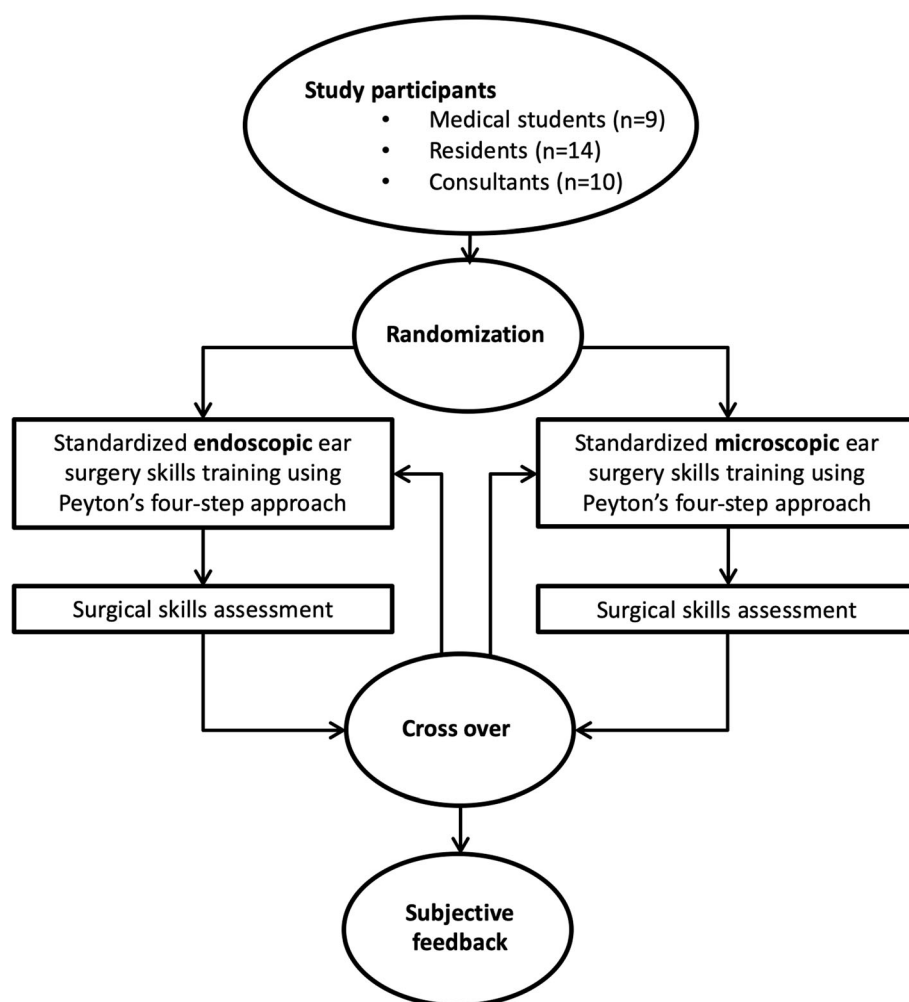 Study participants
• Medical students (n=9)
• Residents (n=14)
• Consultants (n=10)
Randomization
Standardized endoscopic ear
surgery skills training using
Peyton’s four-step approach
Standardized microscopic ear
surgery skills training using
Peyton’s four-step approach
Surgical skills assessment
Surgical skills assessment
Cross over
Subjective
feedback